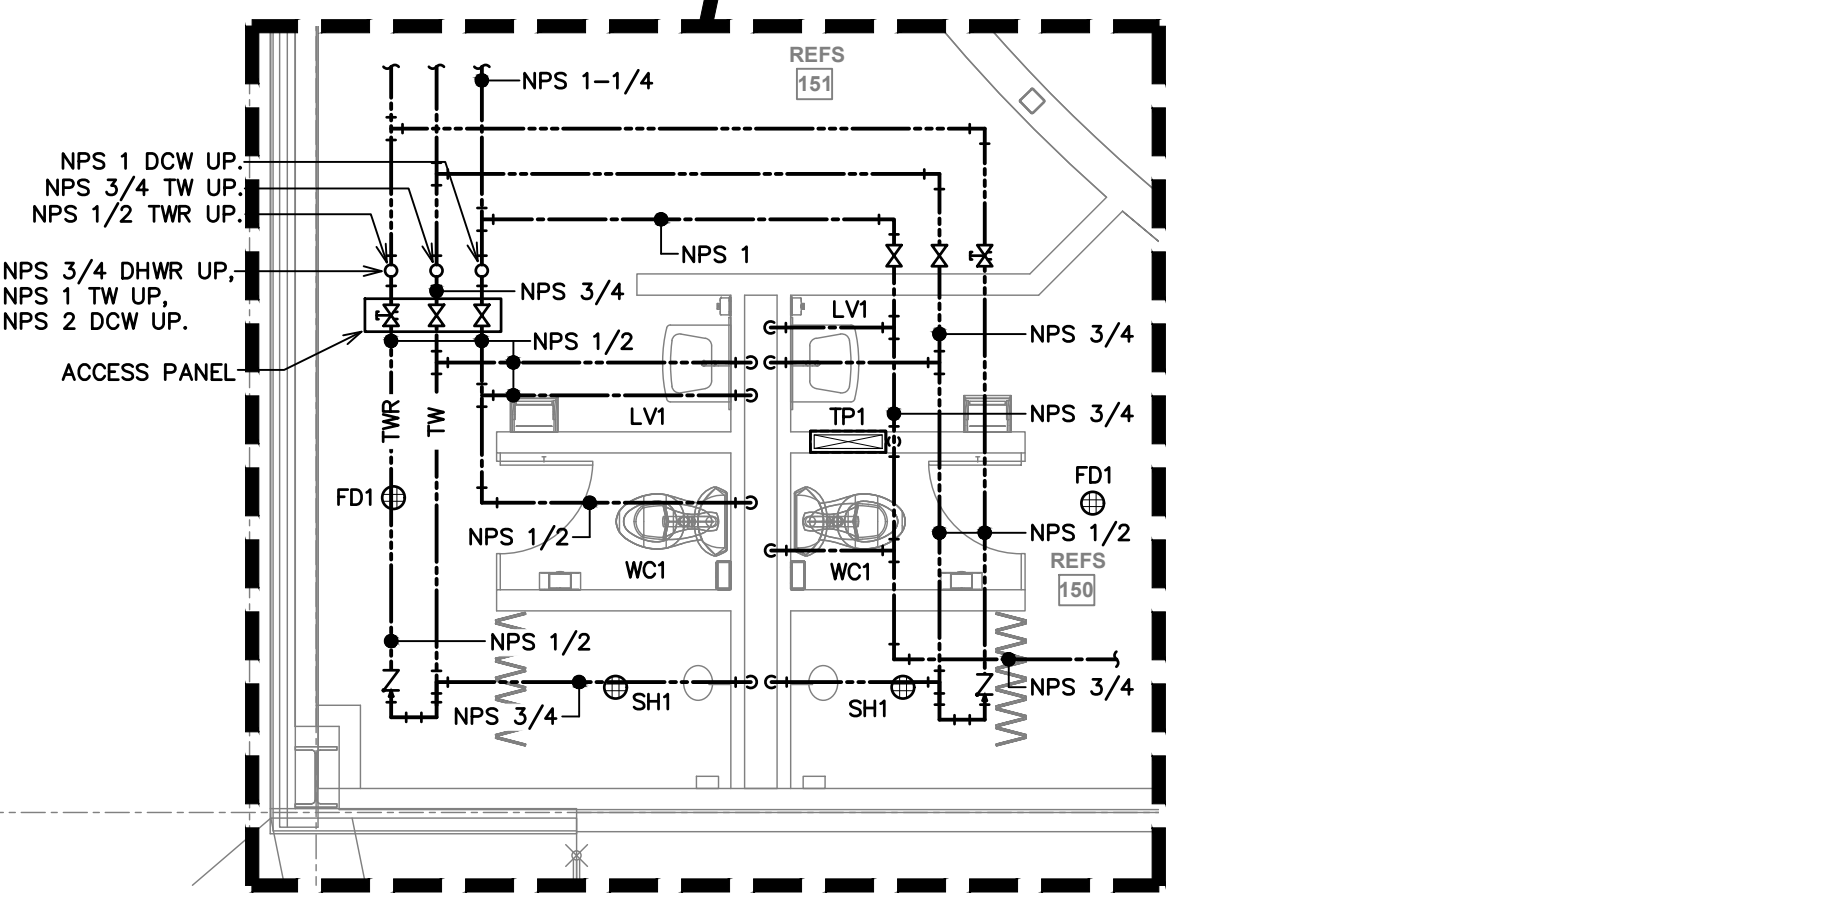 REFS
151
NPS 1-1/4
NPS 1 DCW UP.
NPS 3/4 TW UP.
NPS 1/2 TWR UP.
NPS 1
NPS 3/4 DHWR UP,
NPS 1 TW UP,
NPS 2 DCW UP.
NPS 3/4
LV1
NPS 3/4
NPS 1/2
ACCESS PANEL
TWR
TW
LV1
TP1
NPS 3/4
FD1
FD1
NPS 1/2
NPS 1/2
REFS
150
WC1
WC1
NPS 1/2
NPS 3/4
SH1
SH1
NPS 3/4